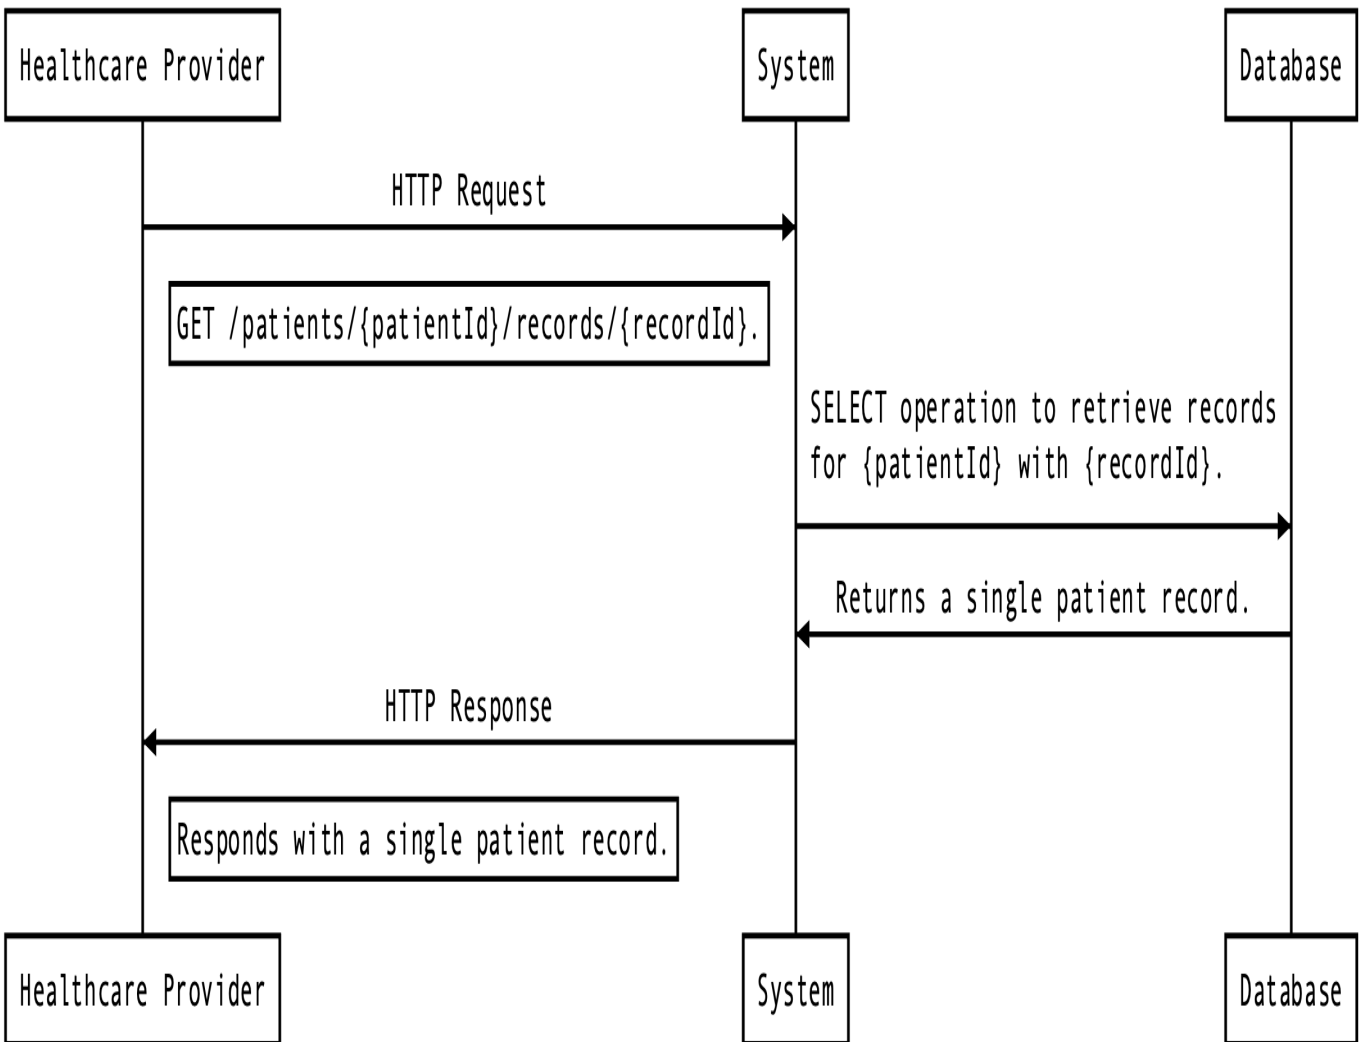 Healthcare Provider
System
Database
HTTP Request
GET /patients/{patientId}/records/{recordId}.
SELECT operation to retrieve records
for {patientId} with {recordId}.
Returns a single patient record.
HTTP Response
Responds with a single patient record.
Healthcare Provider
System
Database